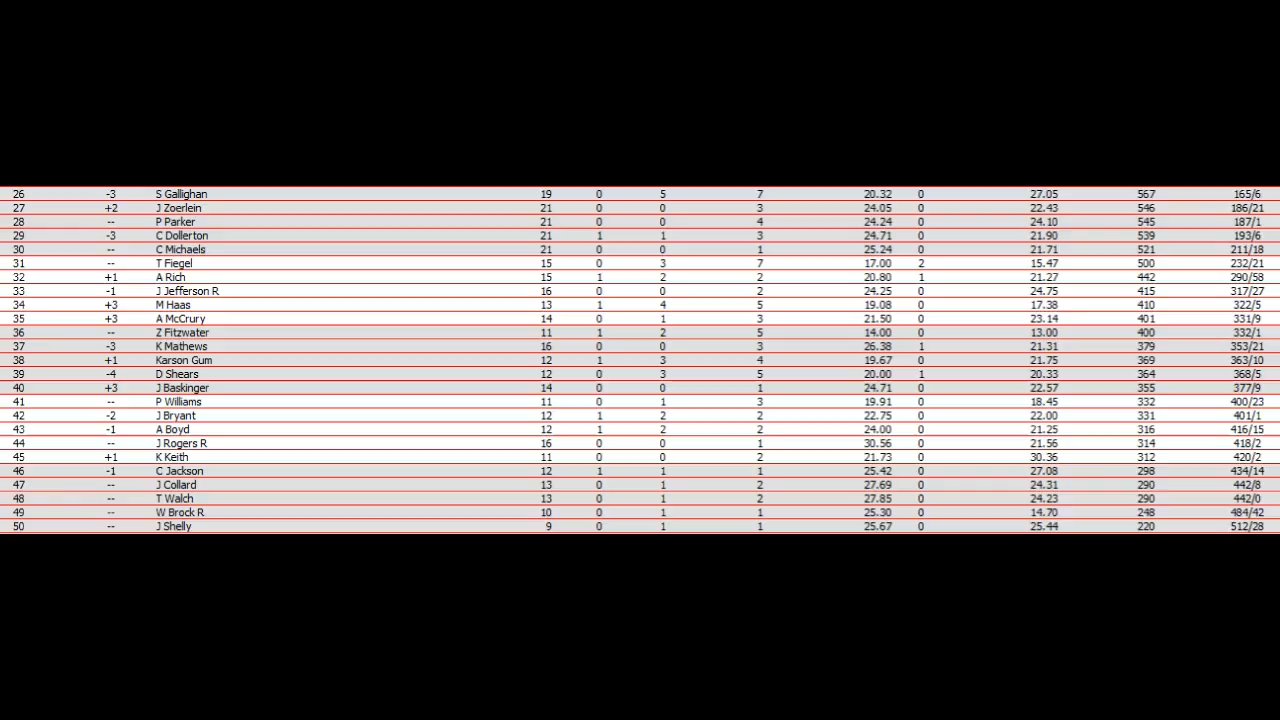 26 -3 S Gallighan 19 0 5 7 20.32 0 27.05 567 165/6
27 +2 J Zoerlein 21 0 0 3 24.05 0 22.43 546 186/21
28 -- P Parker 21 0 0 4 24.24 0 24.10 545 187/1
29 -3 C Dollerton 21 1 1 3 24.71 0 21.90 539 193/6
30 -- C Michaels 21 0 0 1 25.24 0 21.71 521 211/18
31 -- T Fiegel 15 0 3 7 17.00 2 15.47 500 232/21
32 +1 A Rich 15 1 2 2 20.80 1 21.27 442 290/58
33 -1 J Jefferson R 16 0 0 2 24.25 0 24.75 415 317/27
34 +3 M Haas 13 1 4 5 19.08 0 17.38 410 322/5
35 +3 A McCrury 14 0 1 3 21.50 0 23.14 401 331/9
36 -- Z Fitzwater 11 1 2 5 14.00 0 13.00 400 332/1
37 -3 K Mathews 16 0 0 3 26.38 1 21.31 379 353/21
38 +1 Karson Gum 12 1 3 4 19.67 0 21.75 369 363/10
39 -4 D Shears 12 0 3 5 20.00 1 20.33 364 368/5
40 +3 J Baskinger 14 0 0 1 24.71 0 22.57 355 377/9
41 -- P Williams 11 0 1 3 19.91 0 18.45 332 400/23
42 -2 J Bryant 12 1 2 2 22.75 0 22.00 331 401/1
43 -1 A Boyd 12 1 2 2 24.00 0 21.25 316 416/15
44 -- J Rogers R 16 0 0 1 30.56 0 21.56 314 418/2
45 +1 K Keith 11 0 0 2 21.73 0 30.36 312 420/2
46 -1 C Jackson 12 1 1 1 25.42 0 27.08 298 434/14
47 -- J Collard 13 0 1 2 27.69 0 24.31 290 442/8
48 -- T Walch 13 0 1 2 27.85 0 24.23 290 442/0
49 -- W Brock R 10 0 1 1 25.30 0 14.70 248 484/42
50 -- J Shelly 9 0 1 1 25.67 0 25.44 220 512/28